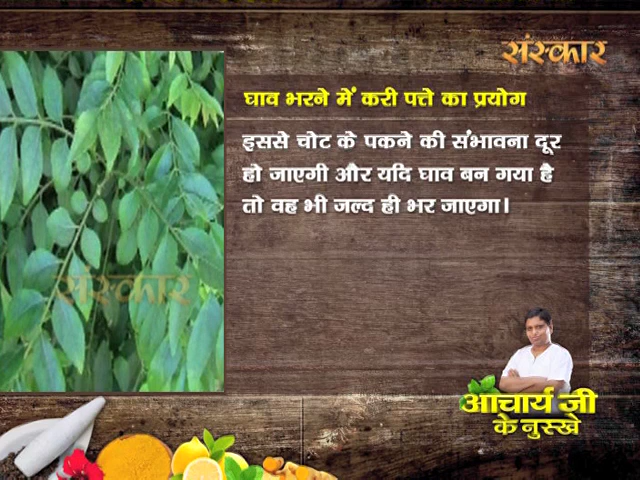 संस्कार
घाव भरने में करी पत्ते का प्रयोग
इससे चोट के पकने की संभावना दूर
हो जाएगी और यदि घाव बन गया है
तो वह भी जल्द ही भर जाएगा।
संस्कार
आचार्य जी
के नुस्खे